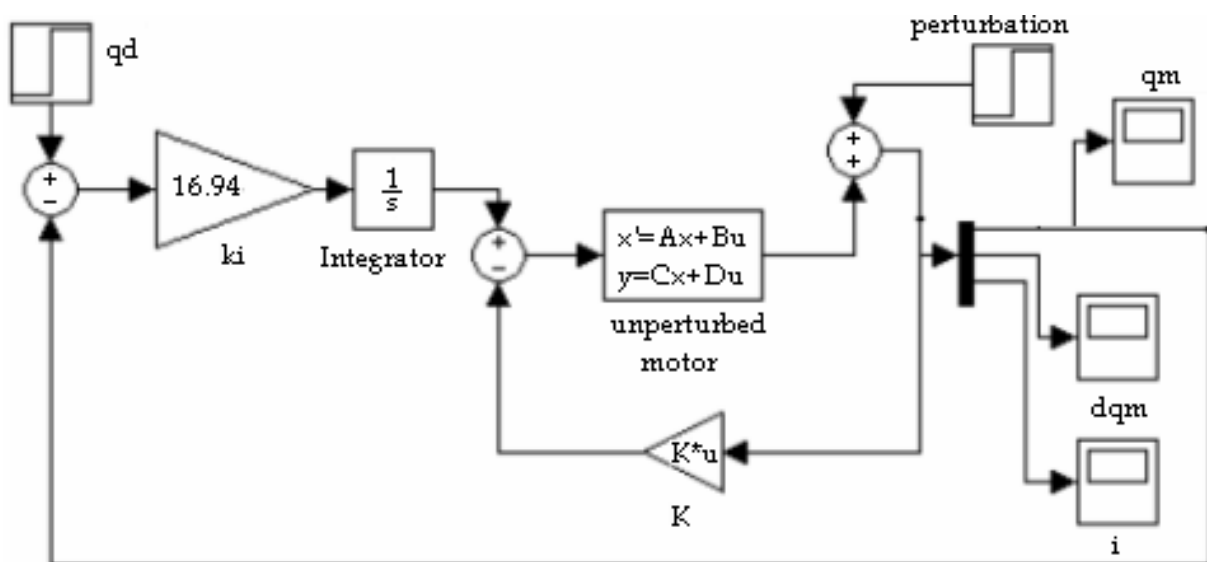 perturbation
qd
qm
+
+
+
−
16.94
1
s
ki
Integrator
+
−
x'=Ax+Bu
y=Cx+Du
unperturbed
motor
dqm
K*u
K
i